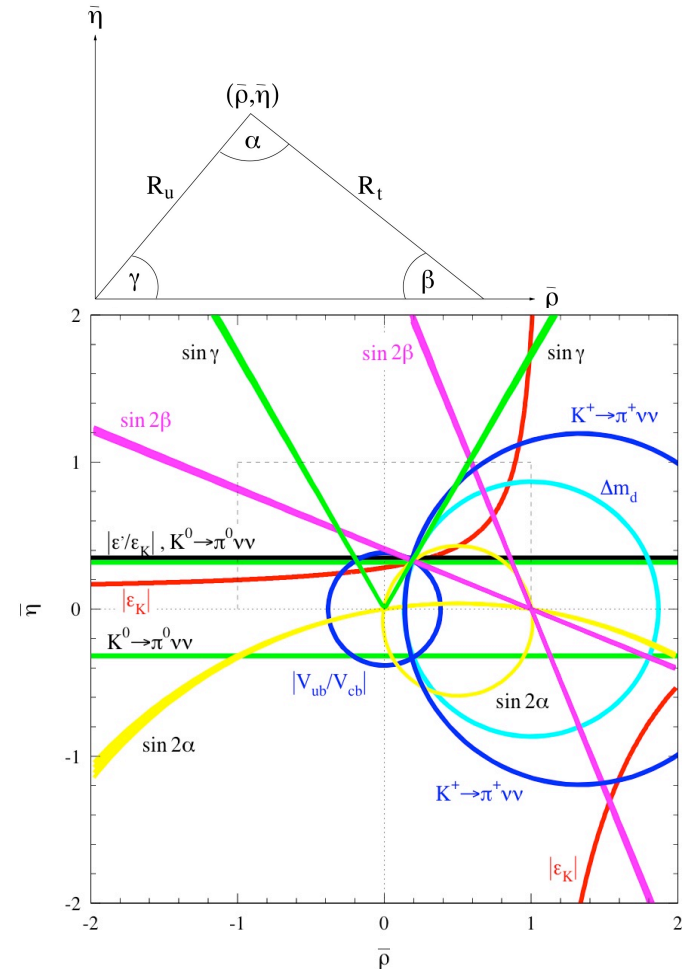 η̄
(ρ̄,η̄)
α
R_u
R_t
γ
β
ρ̄
2
sin γ
sin 2β
sin γ
sin 2β
K⁺→π⁺νν
1
Δm_d
|ε'/ε_K| , K⁰→π⁰νν
|ε_K|
η̄
0
K⁰→π⁰νν
|V_ub/V_cb|
sin 2α
sin 2α
-1
K⁺→π⁺νν
|ε_K|
-2
-2 -1 0 1 2
ρ̄